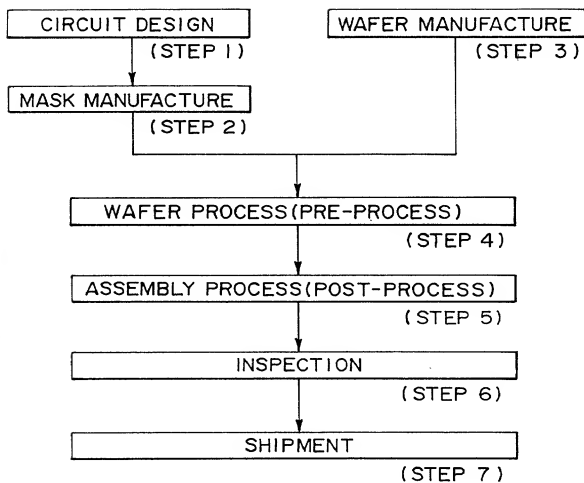 CIRCUIT DESIGN
(STEP 1)
WAFER MANUFACTURE
(STEP 3)
MASK MANUFACTURE
(STEP 2)
WAFER PROCESS(PRE-PROCESS)
(STEP 4)
ASSEMBLY PROCESS(POST-PROCESS)
(STEP 5)
INSPECTION
(STEP 6)
SHIPMENT
(STEP 7)